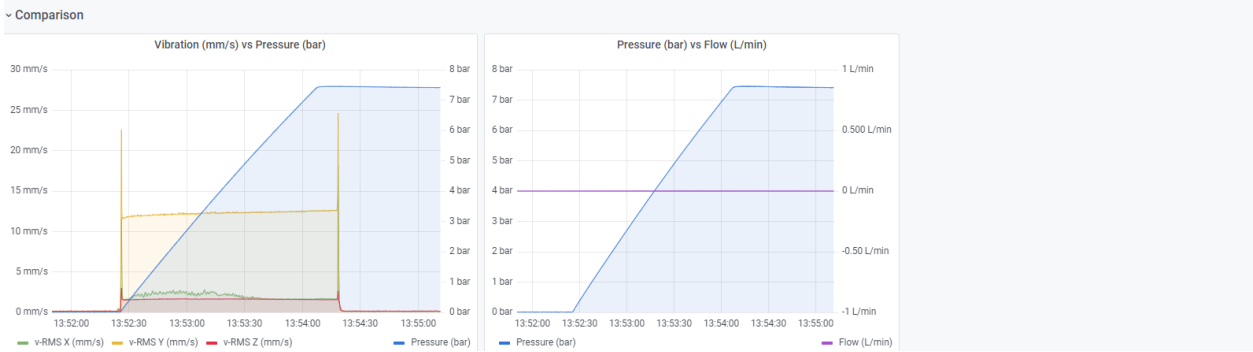 Comparison
Vibration (mm/s) vs Pressure (bar)
30 mm/s
25 mm/s
20 mm/s
15 mm/s
10 mm/s
5 mm/s
0 mm/s
8 bar
7 bar
6 bar
5 bar
4 bar
3 bar
2 bar
1 bar
0 bar
13:52:00 13:52:30 13:53:00 13:53:30 13:54:00 13:54:30 13:55:00
v-RMS X (mm/s) v-RMS Y (mm/s) v-RMS Z (mm/s) Pressure (bar)
Pressure (bar) vs Flow (L/min)
8 bar
7 bar
6 bar
5 bar
4 bar
3 bar
2 bar
1 bar
0 bar
1 L/min
0.500 L/min
0 L/min
-0.50 L/min
-1 L/min
13:52:00 13:52:30 13:53:00 13:53:30 13:54:00 13:54:30 13:55:00
Pressure (bar) Flow (L/min)